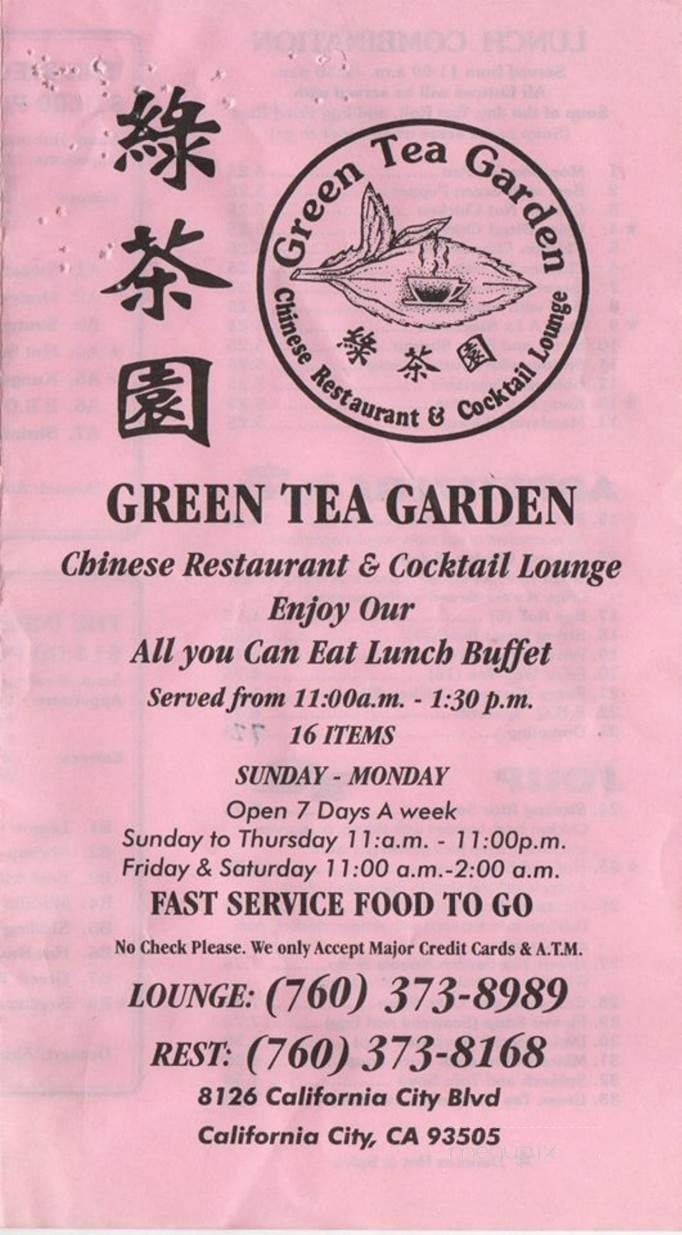 綠茶園
Green Tea Garden
Chinese Restaurant & Cocktail Lounge
綠茶園
GREEN TEA GARDEN
Chinese Restaurant & Cocktail Lounge
Enjoy Our
All you Can Eat Lunch Buffet
Served from 11:00a.m. - 1:30 p.m.
16 ITEMS
SUNDAY - MONDAY
Open 7 Days A week
Sunday to Thursday 11:a.m. - 11:00p.m.
Friday & Saturday 11:00 a.m.-2:00 a.m.
FAST SERVICE FOOD TO GO
No Check Please. We only Accept Major Credit Cards & A.T.M.
LOUNGE: (760) 373-8989
REST: (760) 373-8168
8126 California City Blvd
California City, CA 93505
menupix